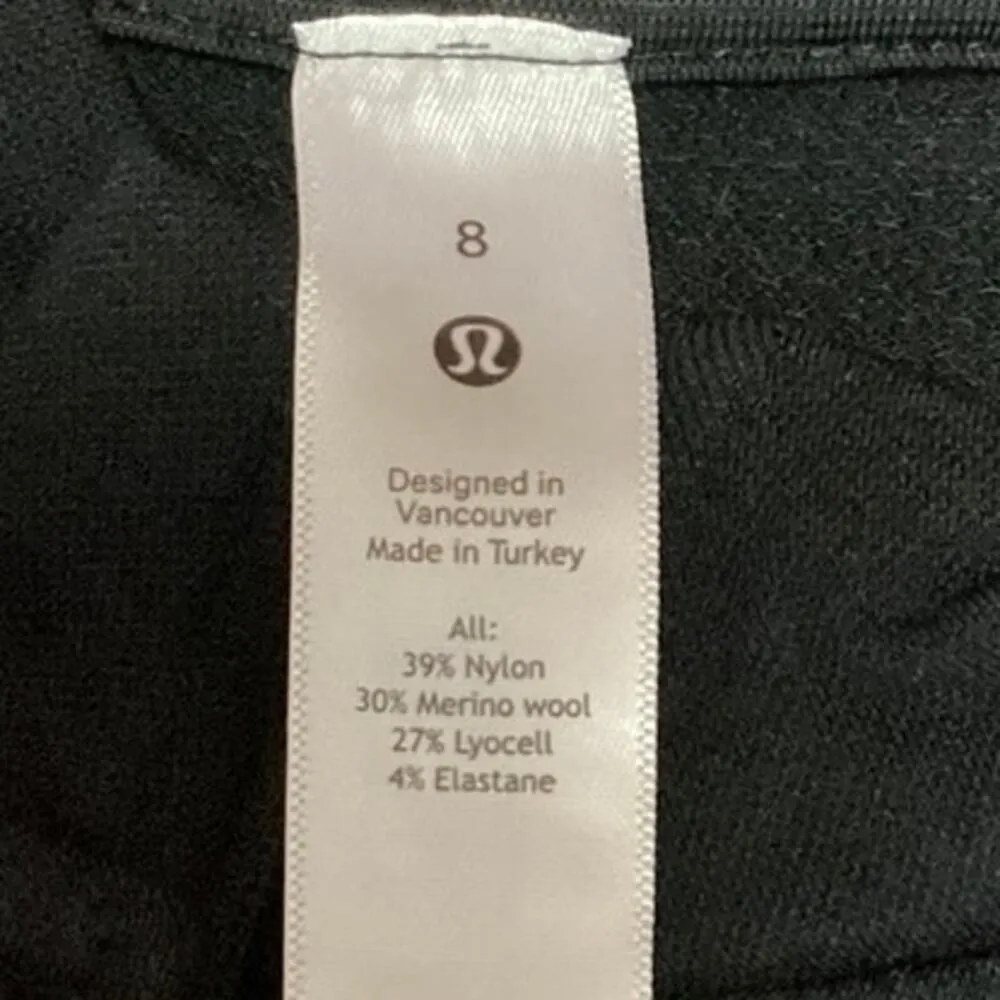 8
Designed in
Vancouver
Made in Turkey
All:
39% Nylon
30% Merino wool
27% Lyocell
4% Elastane